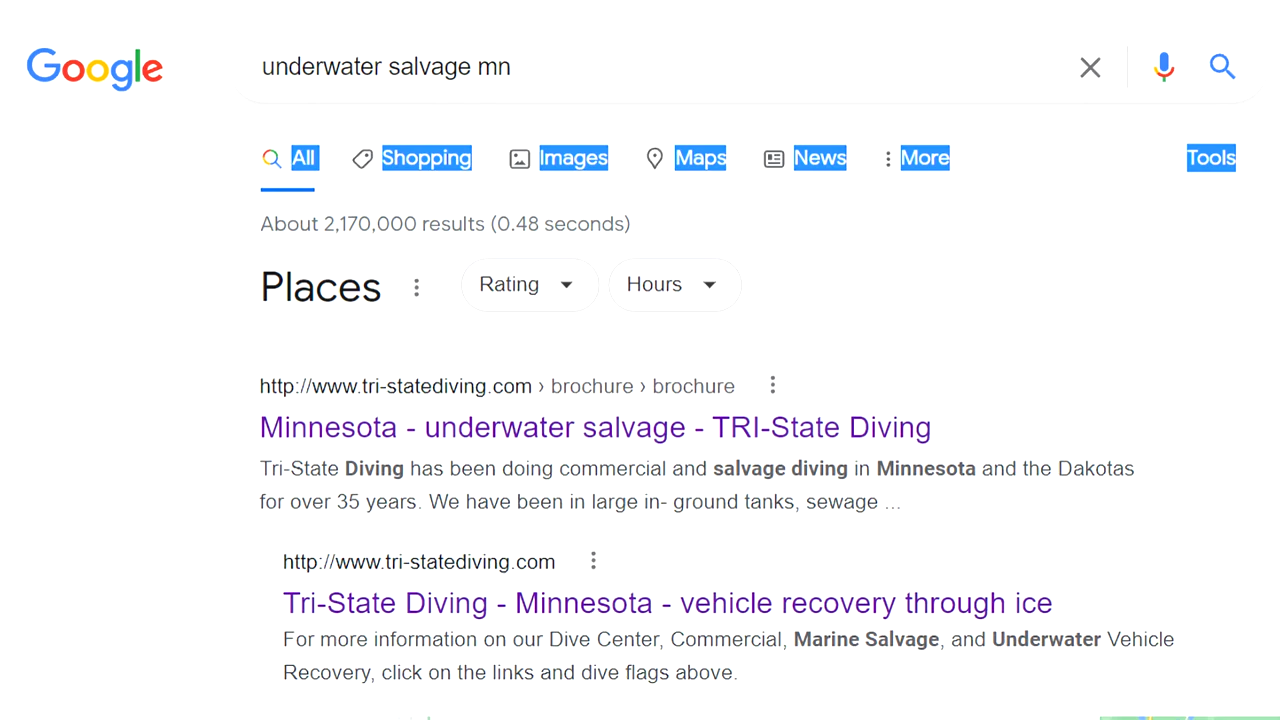 Google
underwater salvage mn
All Shopping Images Maps News More Tools
About 2,170,000 results (0.48 seconds)
Places Rating Hours
http://www.tri-statediving.com › brochure › brochure
Minnesota - underwater salvage - TRI-State Diving
Tri-State Diving has been doing commercial and salvage diving in Minnesota and the Dakotas
for over 35 years. We have been in large in- ground tanks, sewage ...
http://www.tri-statediving.com
Tri-State Diving - Minnesota - vehicle recovery through ice
For more information on our Dive Center, Commercial, Marine Salvage, and Underwater Vehicle
Recovery, click on the links and dive flags above.